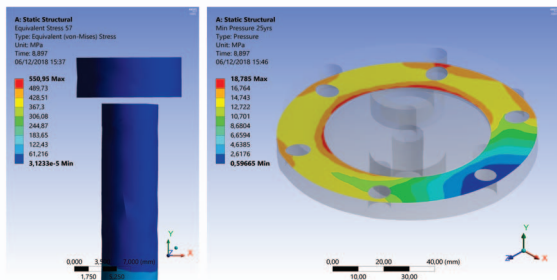 A: Static Structural
Equivalent Stress S7
Type: Equivalent (von-Mises) Stress
Unit: MPa
Time: 8,897
06/12/2018 15:37
550,95 Max
489,73
428,51
367,3
306,08
244,87
183,65
122,43
61,216
3,1233e-5 Min
0,000
7,000 (mm)
1,750
Y
Z
X
A: Static Structural
Min Pressure 25yrs
Type: Pressure
Unit: MPa
Time: 8,897
06/12/2018 15:46
18,785 Max
16,764
14,743
12,722
10,701
8,6804
6,6594
4,6385
2,6176
0,59665 Min
0,00
20,00
40,00 (mm)
10,00
30,00
Y
Z
X